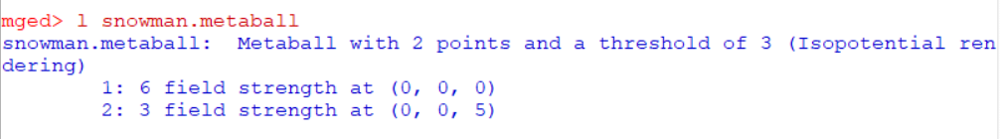 mged> l snowman.metaball
snowman.metaball:  Metaball with 2 points and a threshold of 3 (Isopotential ren
dering)
        1: 6 field strength at (0, 0, 0)
        2: 3 field strength at (0, 0, 5)